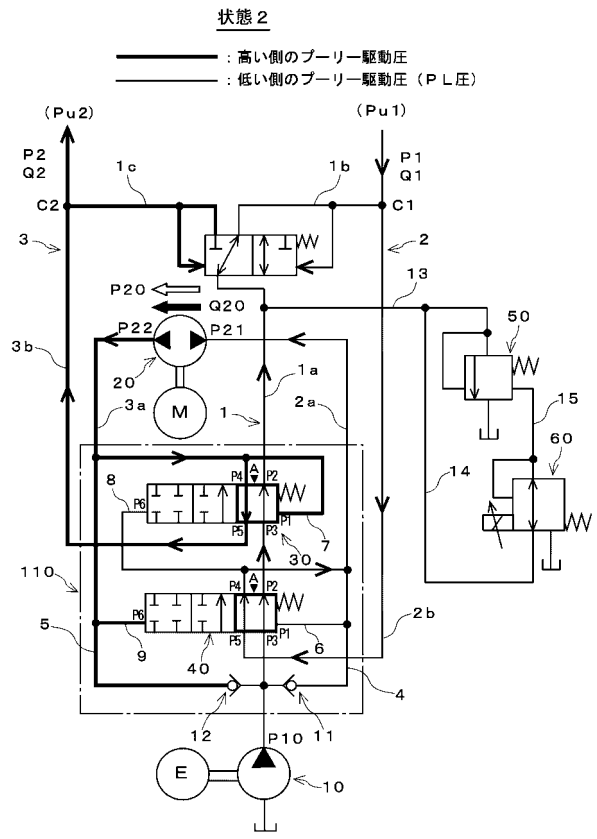 状態２
：高い側のプーリー駆動圧
：低い側のプーリー駆動圧（ＰＬ圧）
(Pu2)
(Pu1)
P2
Q2
1c
1b
P1
Q1
C2
C1
3
2
P20
Q20
13
50
P22
P21
3b
20
1a
15
3a
M
1
2a
60
14
8
P4
A
P2
P6
P1
P5
P3
7
30
110
P4
A
P2
P6
P1
P5
P3
6
2b
5
9
40
4
12
11
P10
E
10